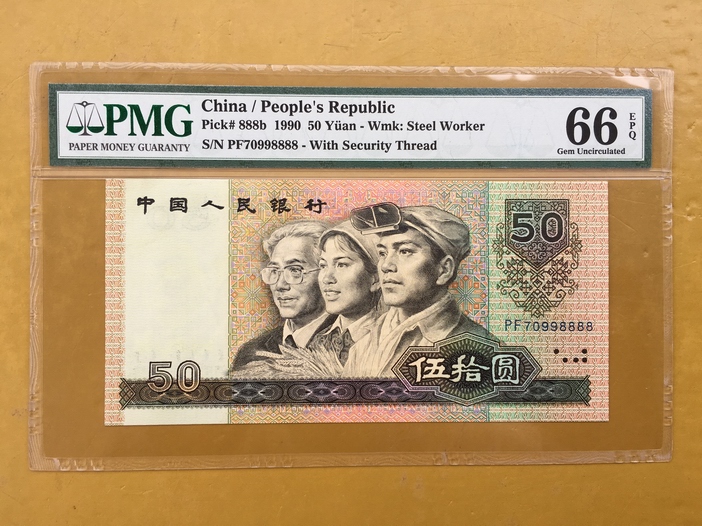 PMG
PAPER MONEY GUARANTY
China / People's Republic
Pick# 888b 1990 50 Yüan - Wmk: Steel Worker
S/N PF70998888 - With Security Thread
66 EPQ
Gem Uncirculated
中国人民银行
50
PF70998888
50
伍拾圆